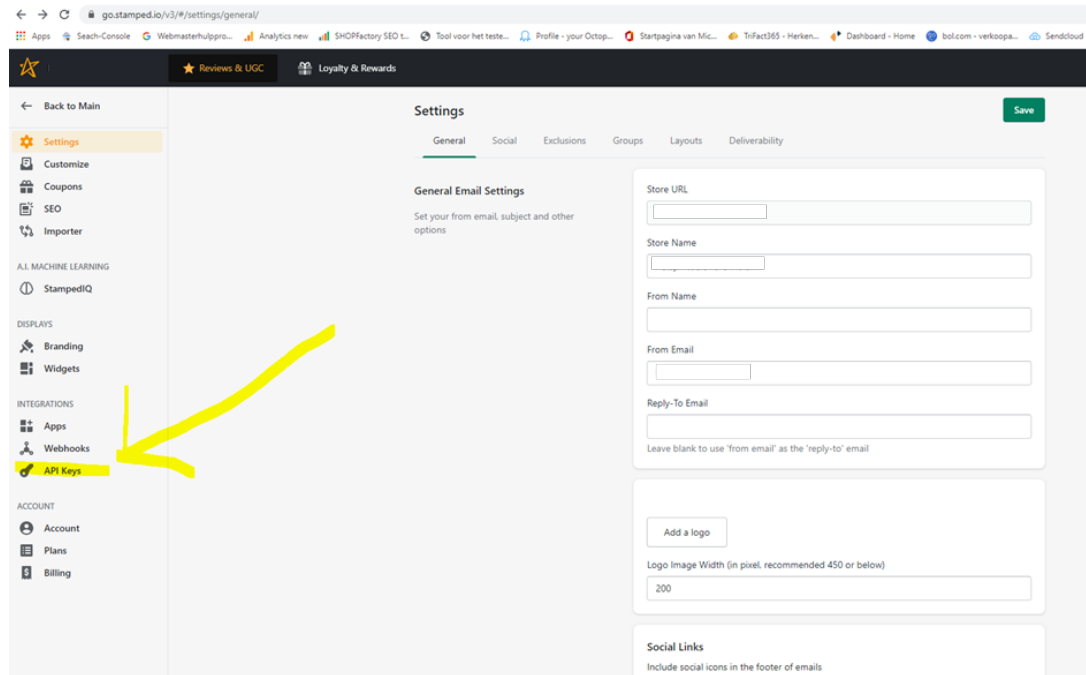 go.stamped.io/v3/#/settings/general/
Apps
Seach-Console
Webmasterhulppro...
Analytics new
SHOPFactory SEO t...
Tool voor het teste...
Profile - your Octop...
Startpagina van Mic...
TriFact365 - Herken...
Dashboard - Home
bol.com - verkoopa...
Sendcloud
Reviews & UGC
Loyalty & Rewards
Back to Main
Settings
Customize
Coupons
SEO
Importer
A.I. MACHINE LEARNING
StampedIQ
DISPLAYS
Branding
Widgets
INTEGRATIONS
Apps
Webhooks
API Keys
ACCOUNT
Account
Plans
Billing
Settings
Save
General
Social
Exclusions
Groups
Layouts
Deliverability
General Email Settings
Set your from email, subject and other
options
Store URL
Store Name
From Name
From Email
Reply-To Email
Leave blank to use 'from email' as the 'reply-to' email
Add a logo
Logo Image Width (in pixel, recommended 450 or below)
200
Social Links
Include social icons in the footer of emails